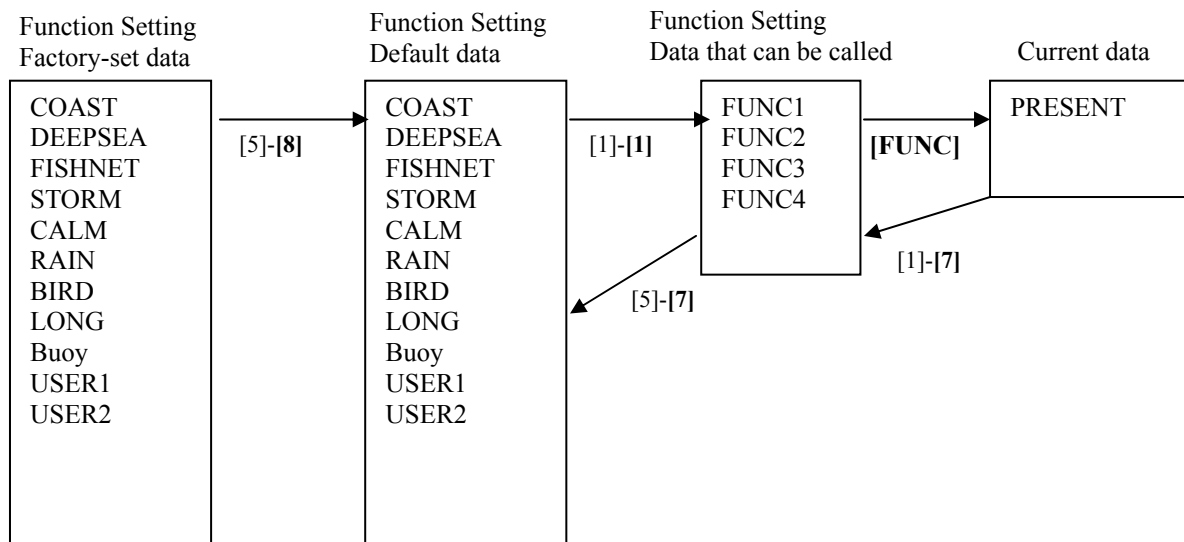 Function Setting
Factory-set data
COAST
DEEPSEA
FISHNET
STORM
CALM
RAIN
BIRD
LONG
Buoy
USER1
USER2
[5]-[8]
Function Setting
Default data
COAST
DEEPSEA
FISHNET
STORM
CALM
RAIN
BIRD
LONG
Buoy
USER1
USER2
[1]-[1]
[5]-[7]
Function Setting
Data that can be called
FUNC1
FUNC2
FUNC3
FUNC4
[FUNC]
[1]-[7]
Current data
PRESENT